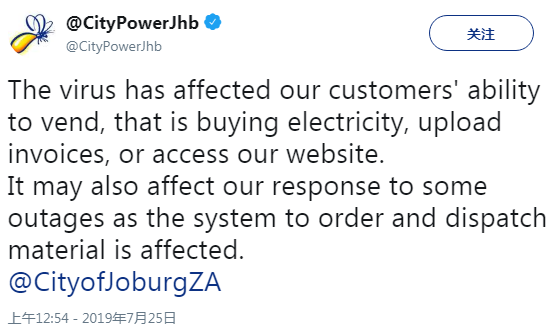 @CityPowerJhb
@CityPowerJhb
关注
The virus has affected our customers' ability
to vend, that is buying electricity, upload
invoices, or access our website.
It may also affect our response to some
outages as the system to order and dispatch
material is affected.
@CityofJoburgZA
上午12:54 - 2019年7月25日